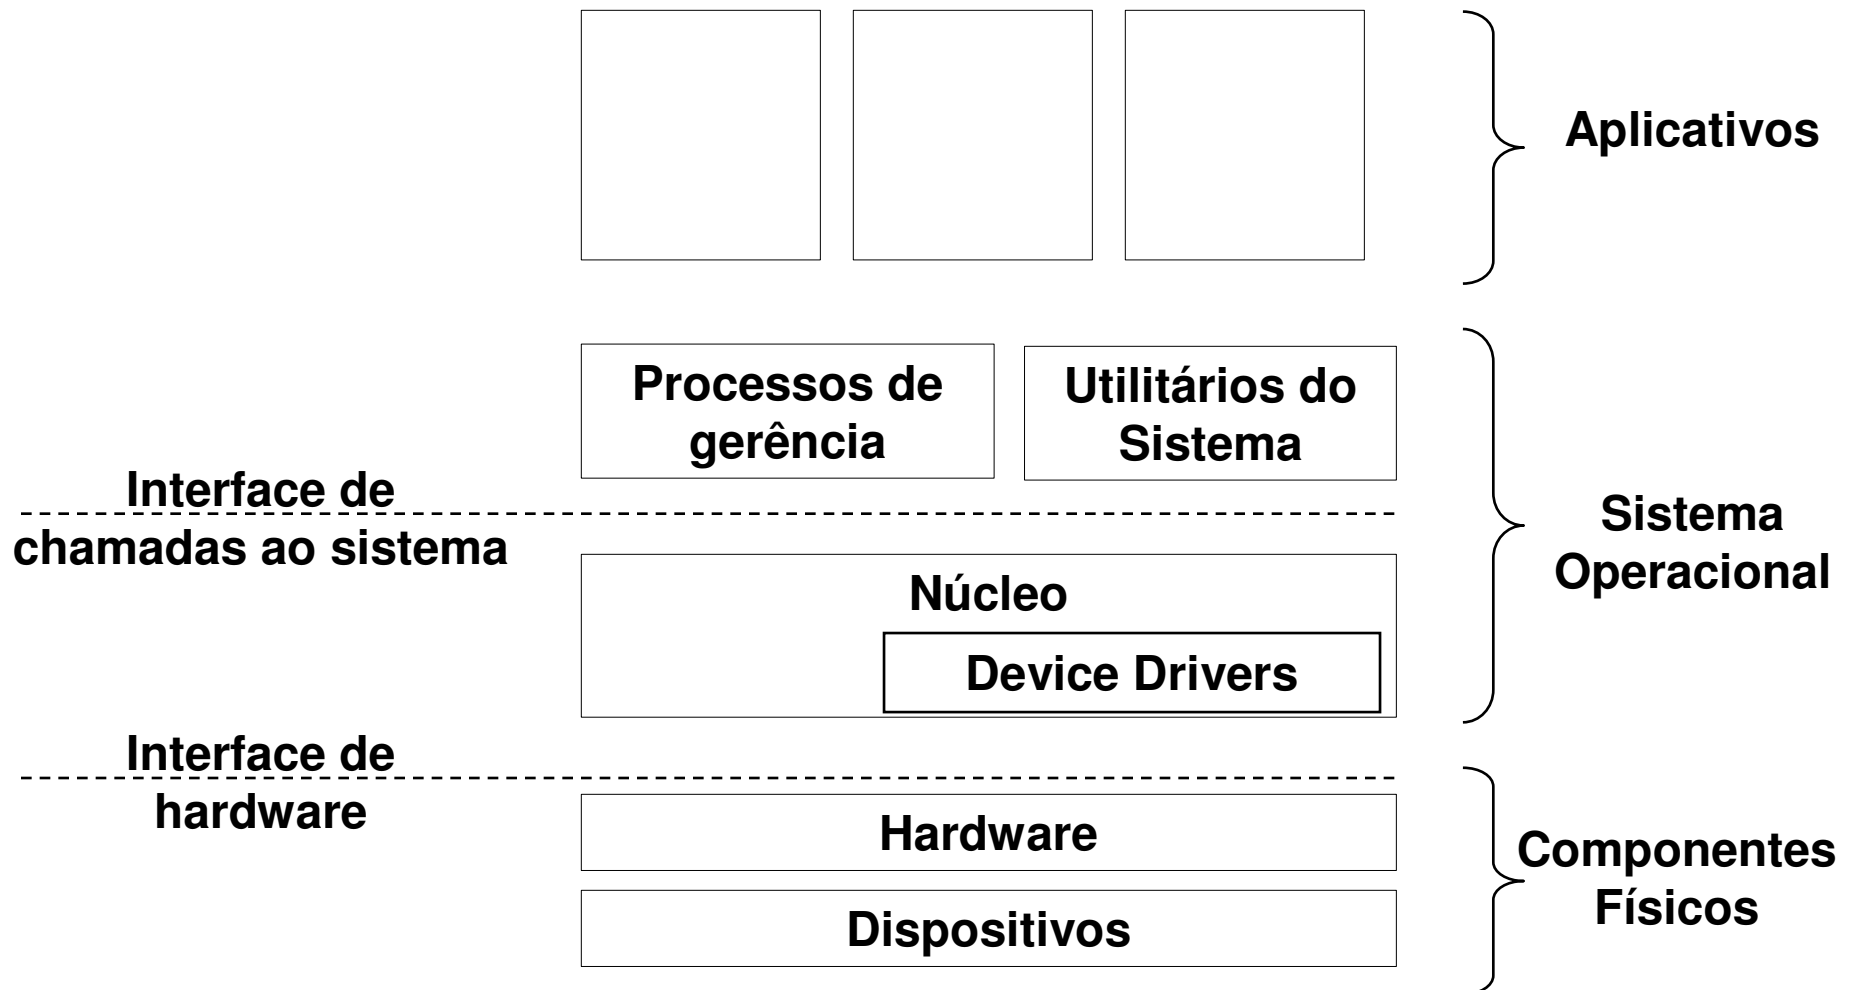 Aplicativos
Processos de
gerência
Utilitários do
Sistema
Interface de
chamadas ao sistema
Sistema
Operacional
Núcleo
Device Drivers
Interface de
hardware
Hardware
Componentes
Físicos
Dispositivos